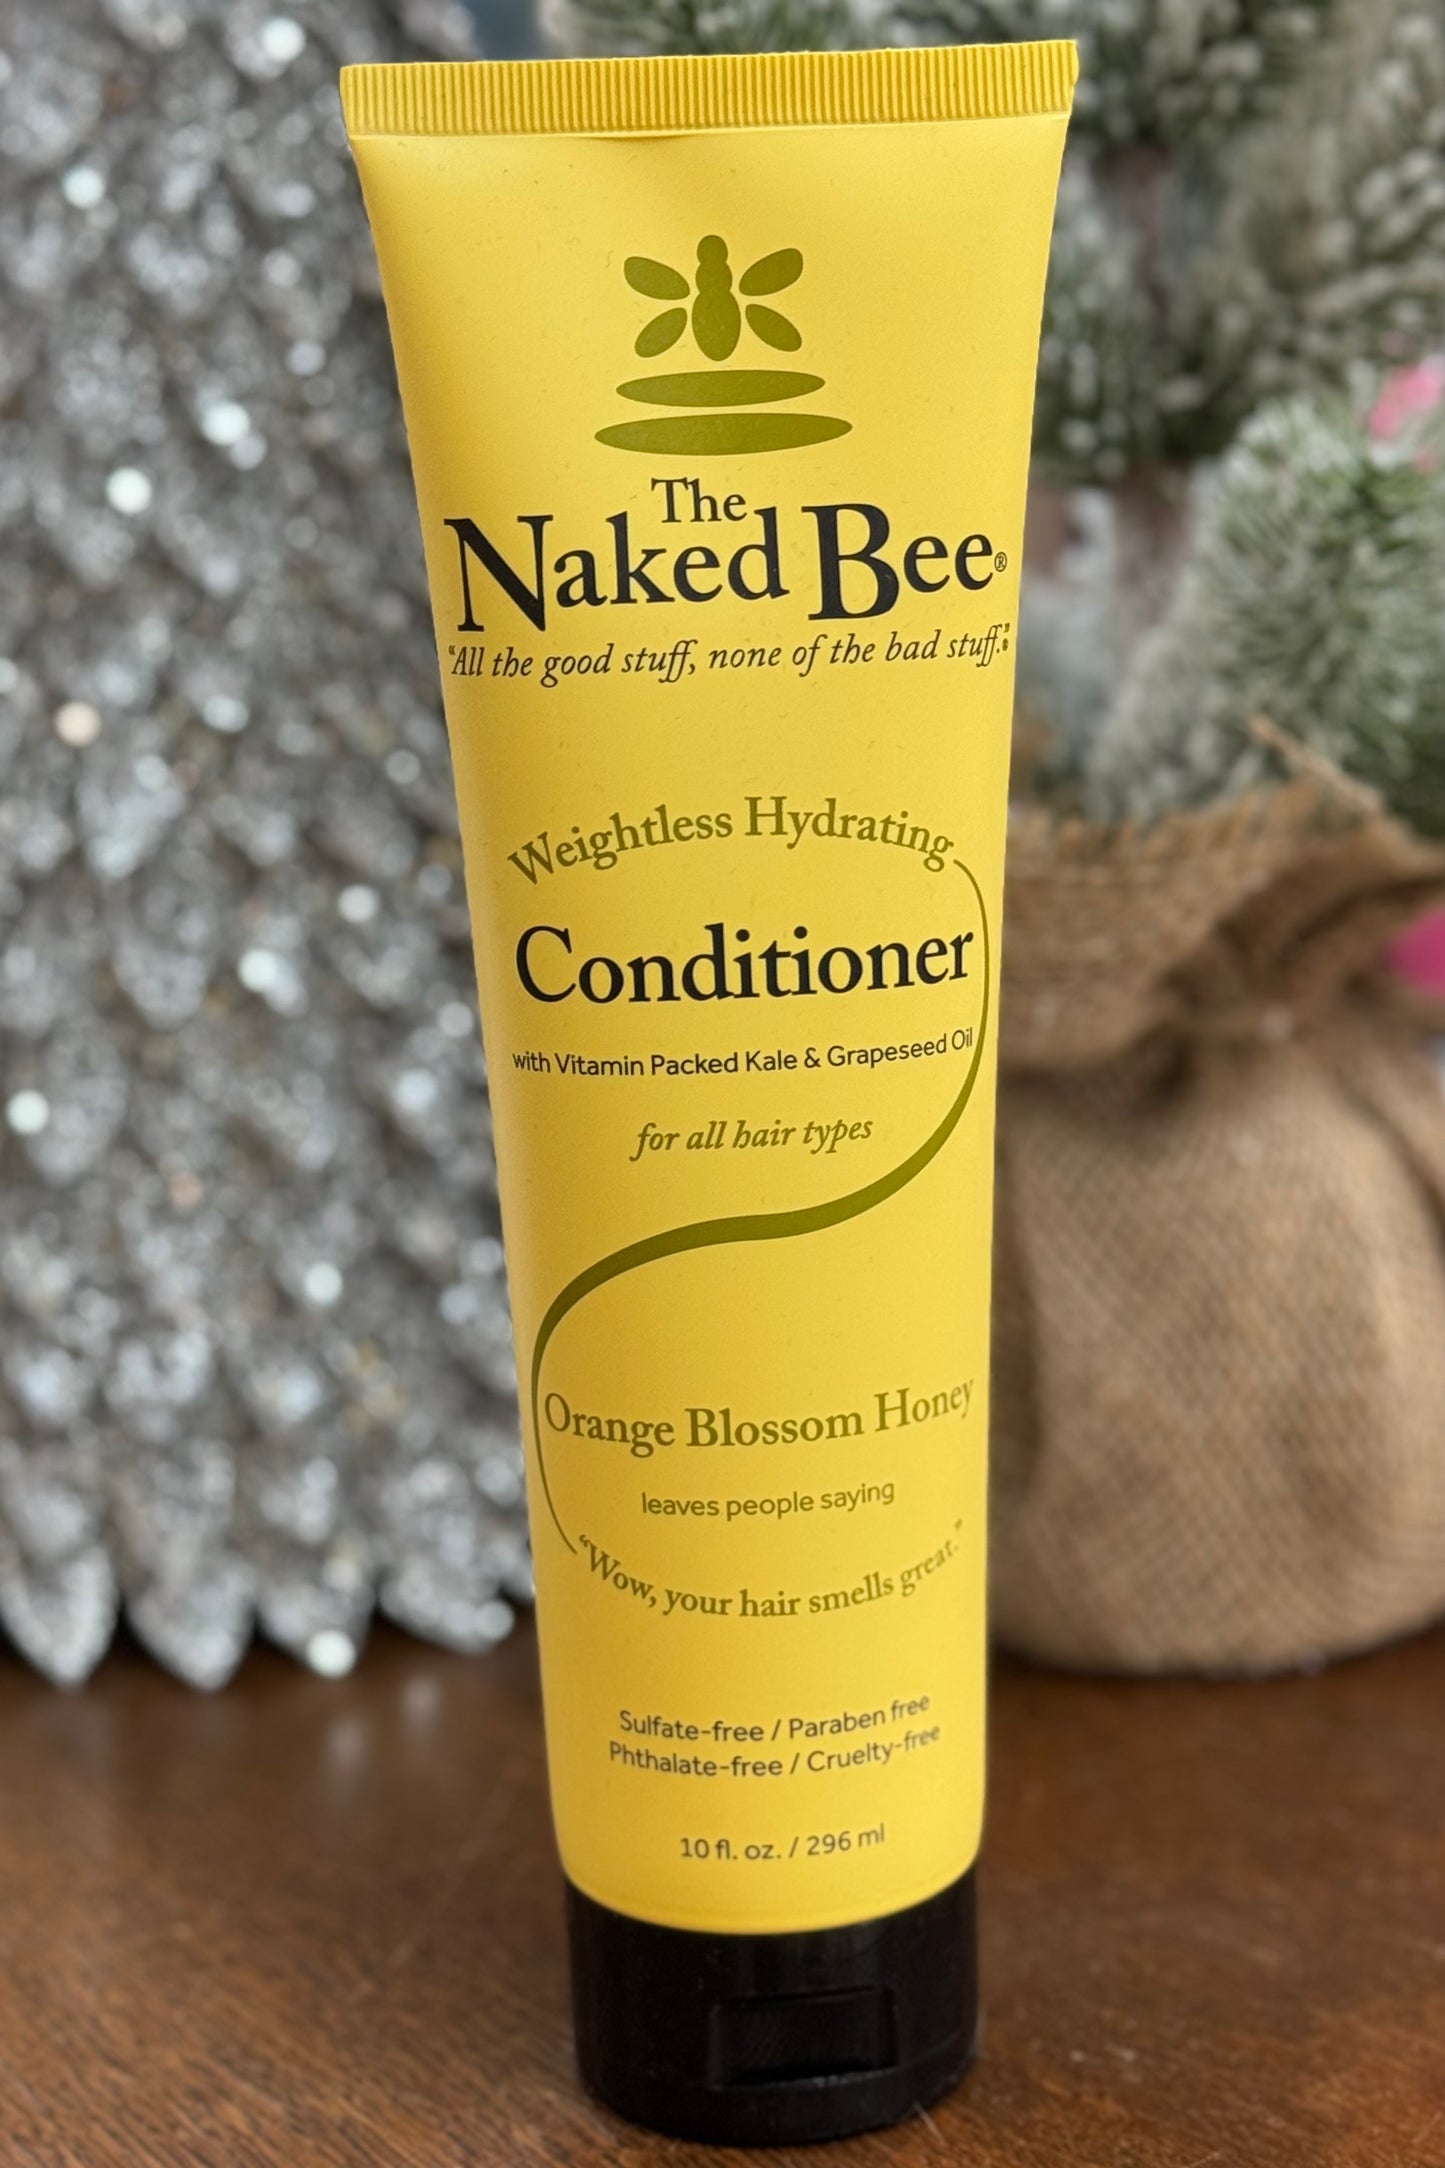 The
Naked Bee®
"All the good stuff, none of the bad stuff."®
Weightless Hydrating
Conditioner
with Vitamin Packed Kale & Grapeseed Oil
for all hair types
Orange Blossom Honey
leaves people saying
"Wow, your hair smells great."
Sulfate-free / Paraben free
Phthalate-free / Cruelty-free
10 fl. oz. / 296 ml